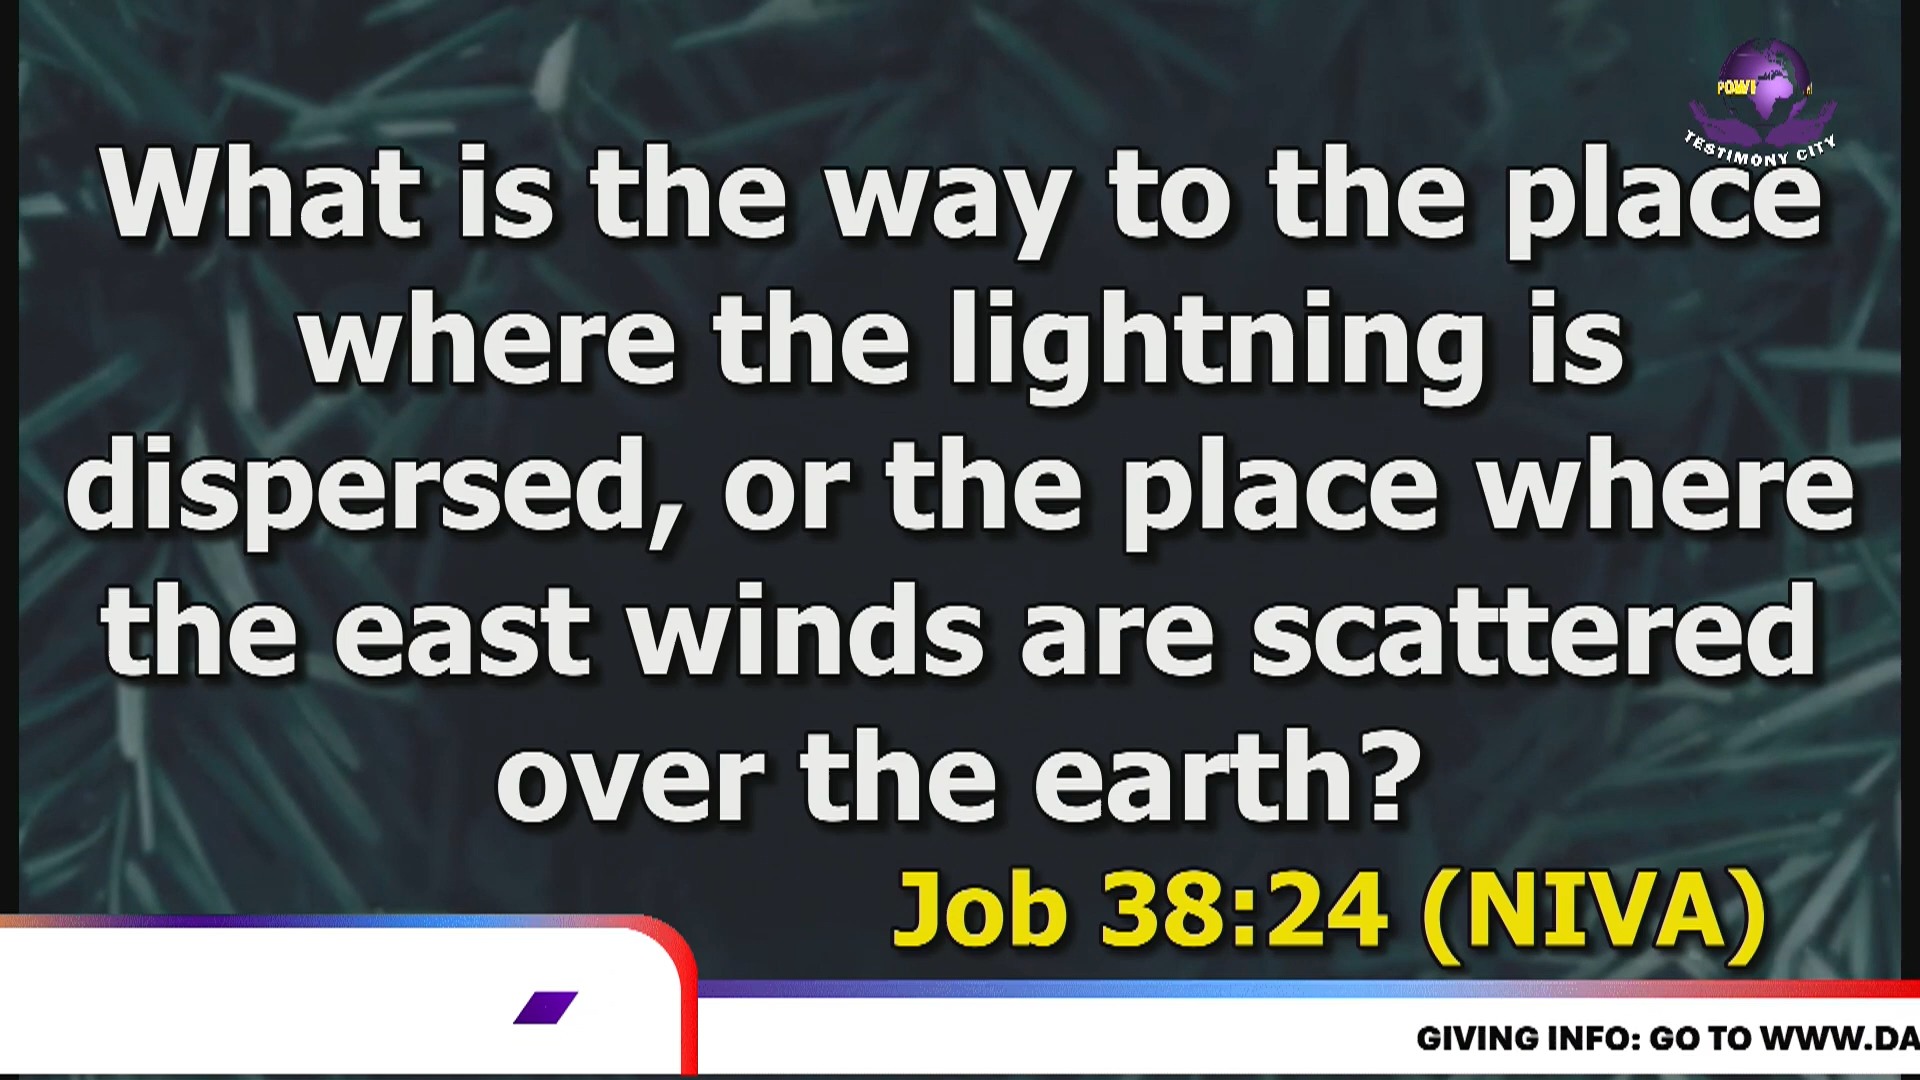 TESTIMONY CITY
What is the way to the place
where the lightning is
dispersed, or the place where
the east winds are scattered
over the earth?
Job 38:24 (NIVA)
GIVING INFO: GO TO WWW.DA